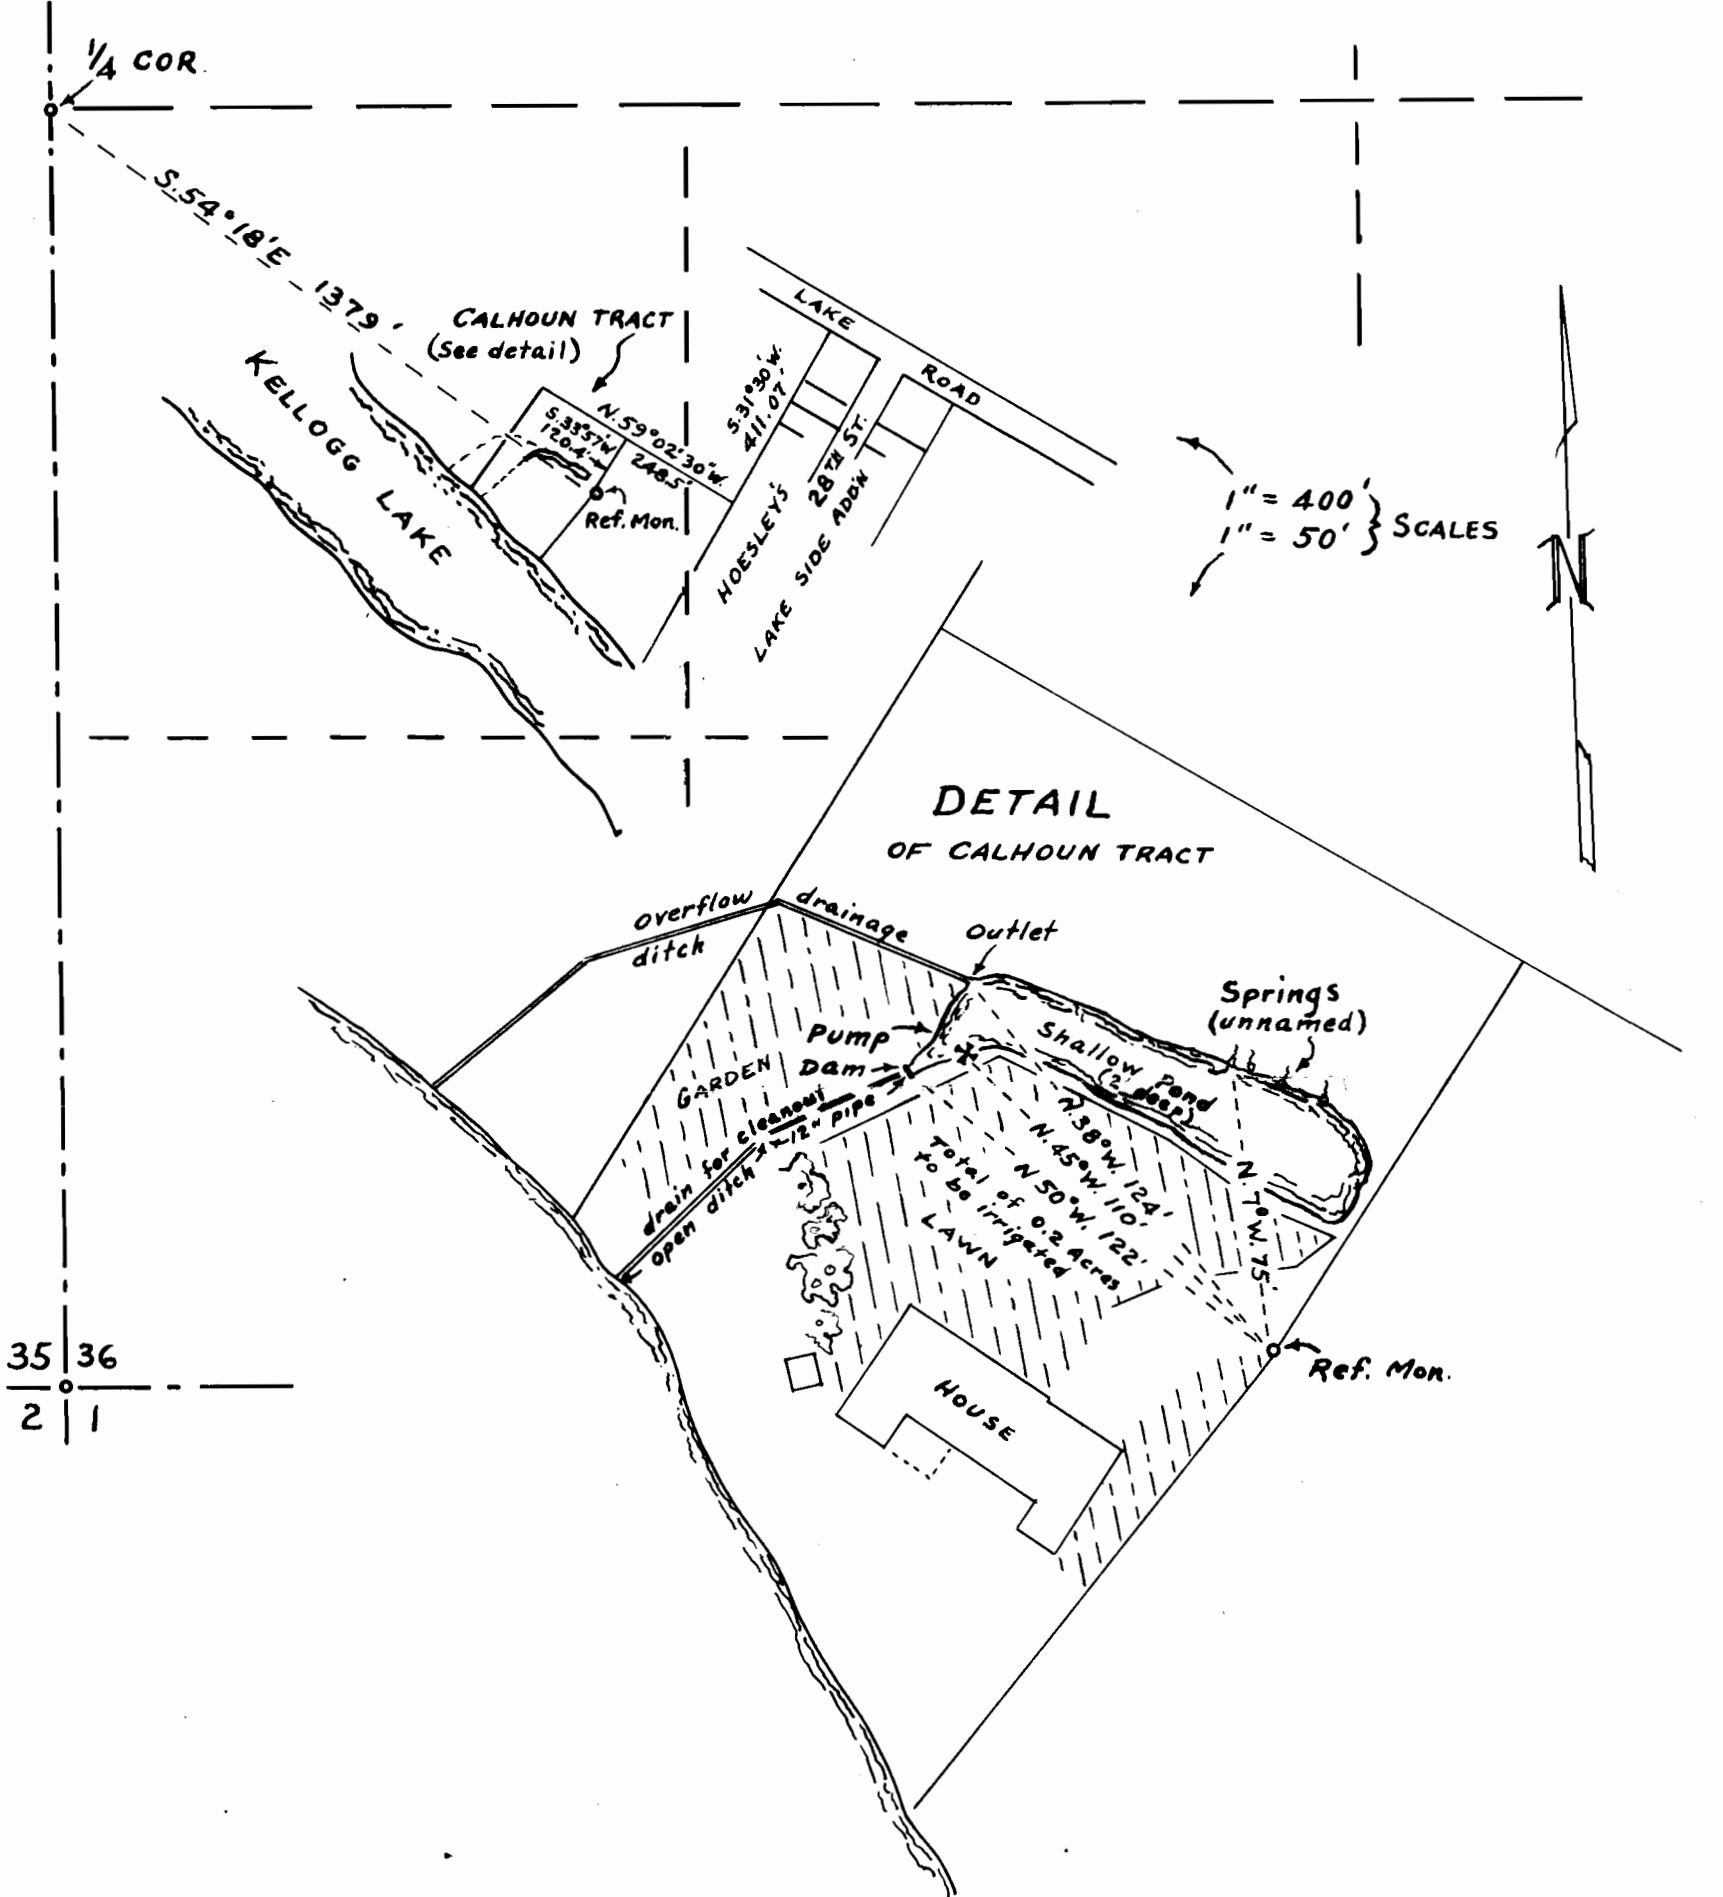 1/4 COR.
S. 54° 18' E 1379'
CALHOUN TRACT
(See detail)
KELLOGG LAKE
S. 33° 57' W
120.4'
N. 59° 02' 30" W.
248.5'
Ref. Mon.
S. 31° 30' W.
411.07'
LAKE ROAD
28TH ST.
HOESLEY'S
LAKE SIDE ADD'N
1" = 400'
1" = 50'
SCALES
N
DETAIL
OF CALHOUN TRACT
Overflow drainage
ditch
Outlet
Springs
(unnamed)
Pump
Dam
Shallow Pond
(2' deep)
GARDEN
drain for cleanout
12" pipe
open ditch
N. 38° W. 124'
N. 45° W. 110'
N 50° W. 122'
N. 7° W. 75'
Total of 0.2 Acres
to be irrigated
LAWN
HOUSE
Ref. Mon.
35 36
2 1